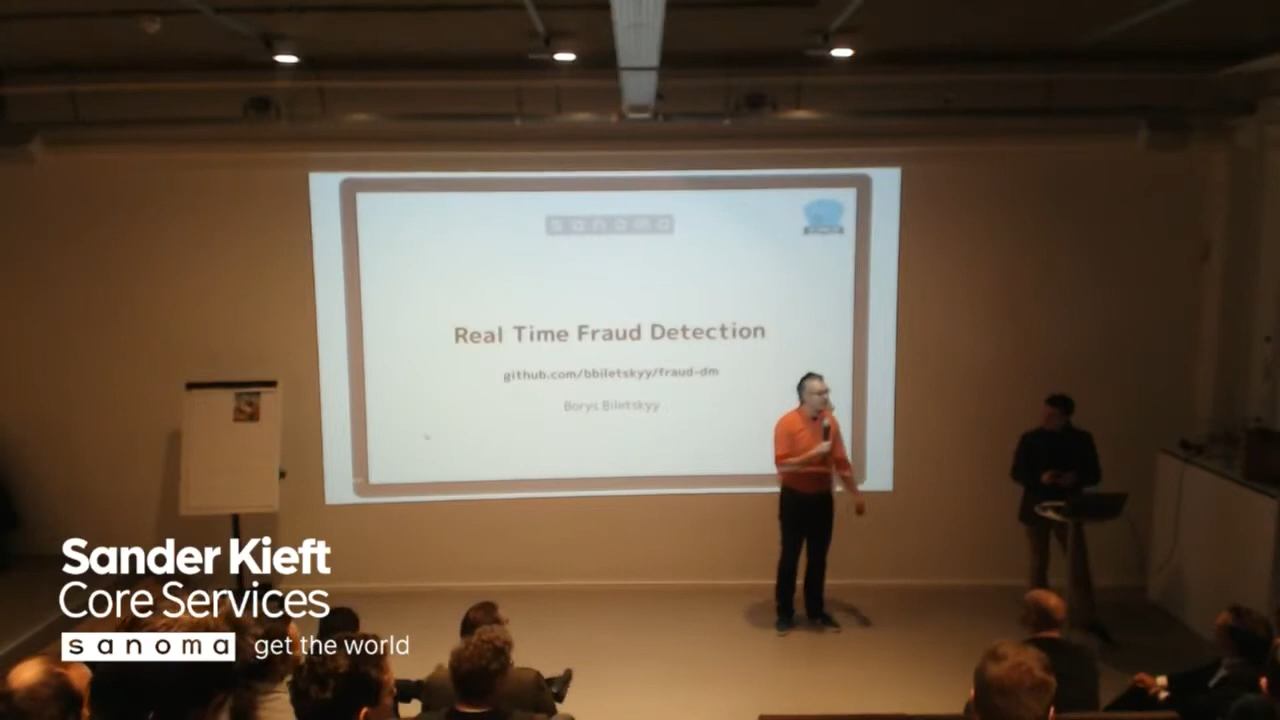 sanoma
Real Time Fraud Detection
github.com/bbiletskyy/fraud-dm
Borys Biletskyy
Sander Kieft
Core Services
sanoma get the world